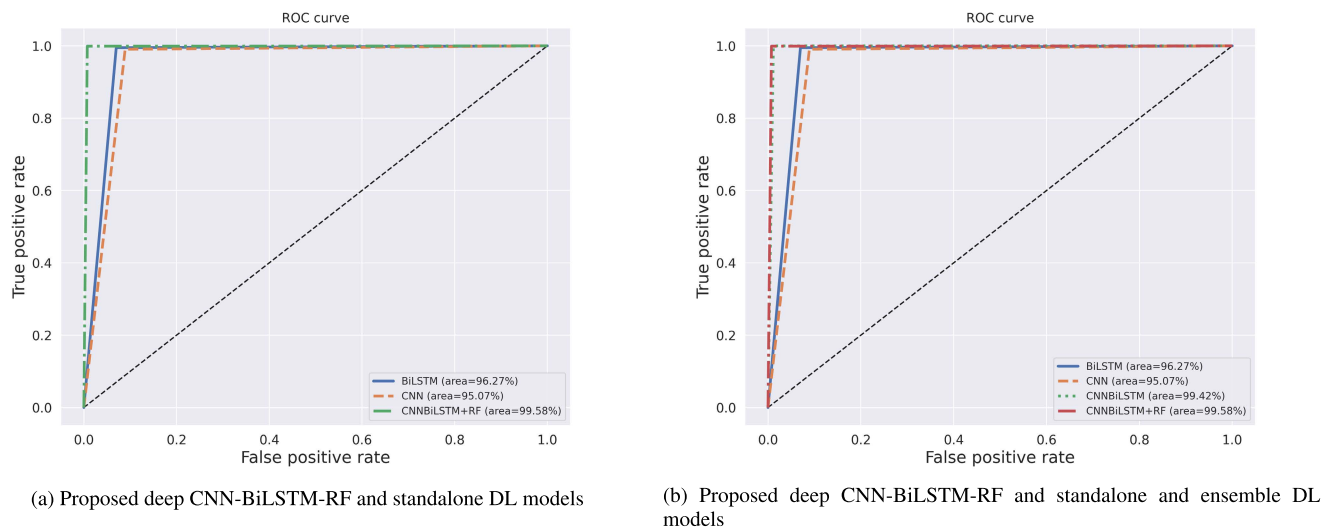 ROC curve
1.0
0.8
0.6
0.4
0.2
0.0
True positive rate
BiLSTM (area=96.27%)
CNN (area=95.07%)
CNNBiLSTM+RF (area=99.58%)
0.0 0.2 0.4 0.6 0.8 1.0
False positive rate
(a) Proposed deep CNN-BiLSTM-RF and standalone DL models
ROC curve
1.0
0.8
0.6
0.4
0.2
0.0
True positive rate
BiLSTM (area=96.27%)
CNN (area=95.07%)
CNNBiLSTM (area=99.42%)
CNNBiLSTM+RF (area=99.58%)
0.0 0.2 0.4 0.6 0.8 1.0
False positive rate
(b) Proposed deep CNN-BiLSTM-RF and standalone and ensemble DL
models